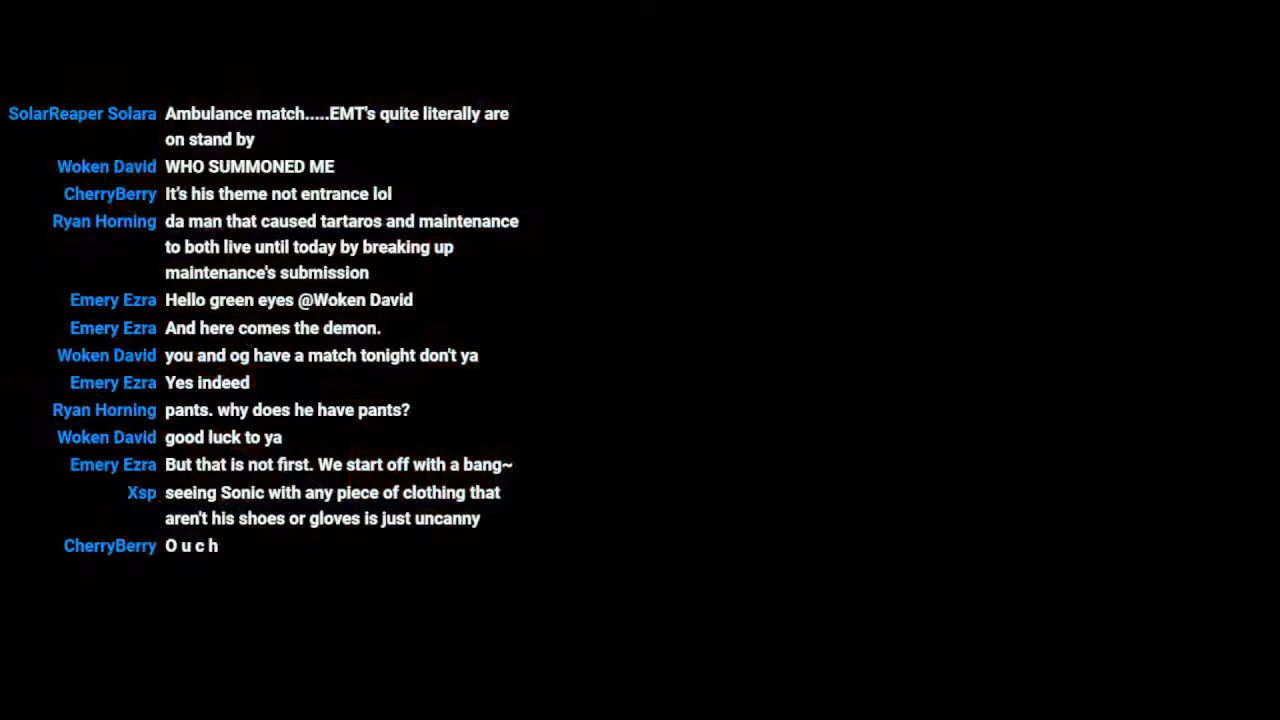 SolarReaper Solara Ambulance match.....EMT's quite literally are
on stand by
Woken David WHO SUMMONED ME
CherryBerry It's his theme not entrance lol
Ryan Horning da man that caused tartaros and maintenance
to both live until today by breaking up
maintenance's submission
Emery Ezra Hello green eyes @Woken David
Emery Ezra And here comes the demon.
Woken David you and og have a match tonight don't ya
Emery Ezra Yes indeed
Ryan Horning pants. why does he have pants?
Woken David good luck to ya
Emery Ezra But that is not first. We start off with a bang~
Xsp seeing Sonic with any piece of clothing that
aren't his shoes or gloves is just uncanny
CherryBerry O u c h